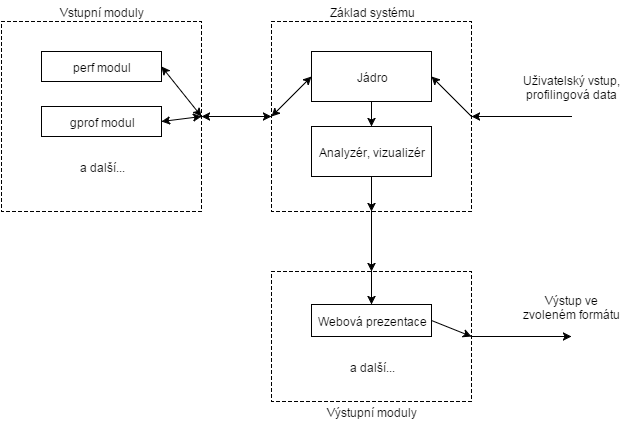 Vstupní moduly
perf modul
gprof modul
a další...
Základ systému
Jádro
Analyzér, vizualizér
Uživatelský vstup,
profilingová data
Webová prezentace
a další...
Výstupní moduly
Výstup ve
zvoleném formátu